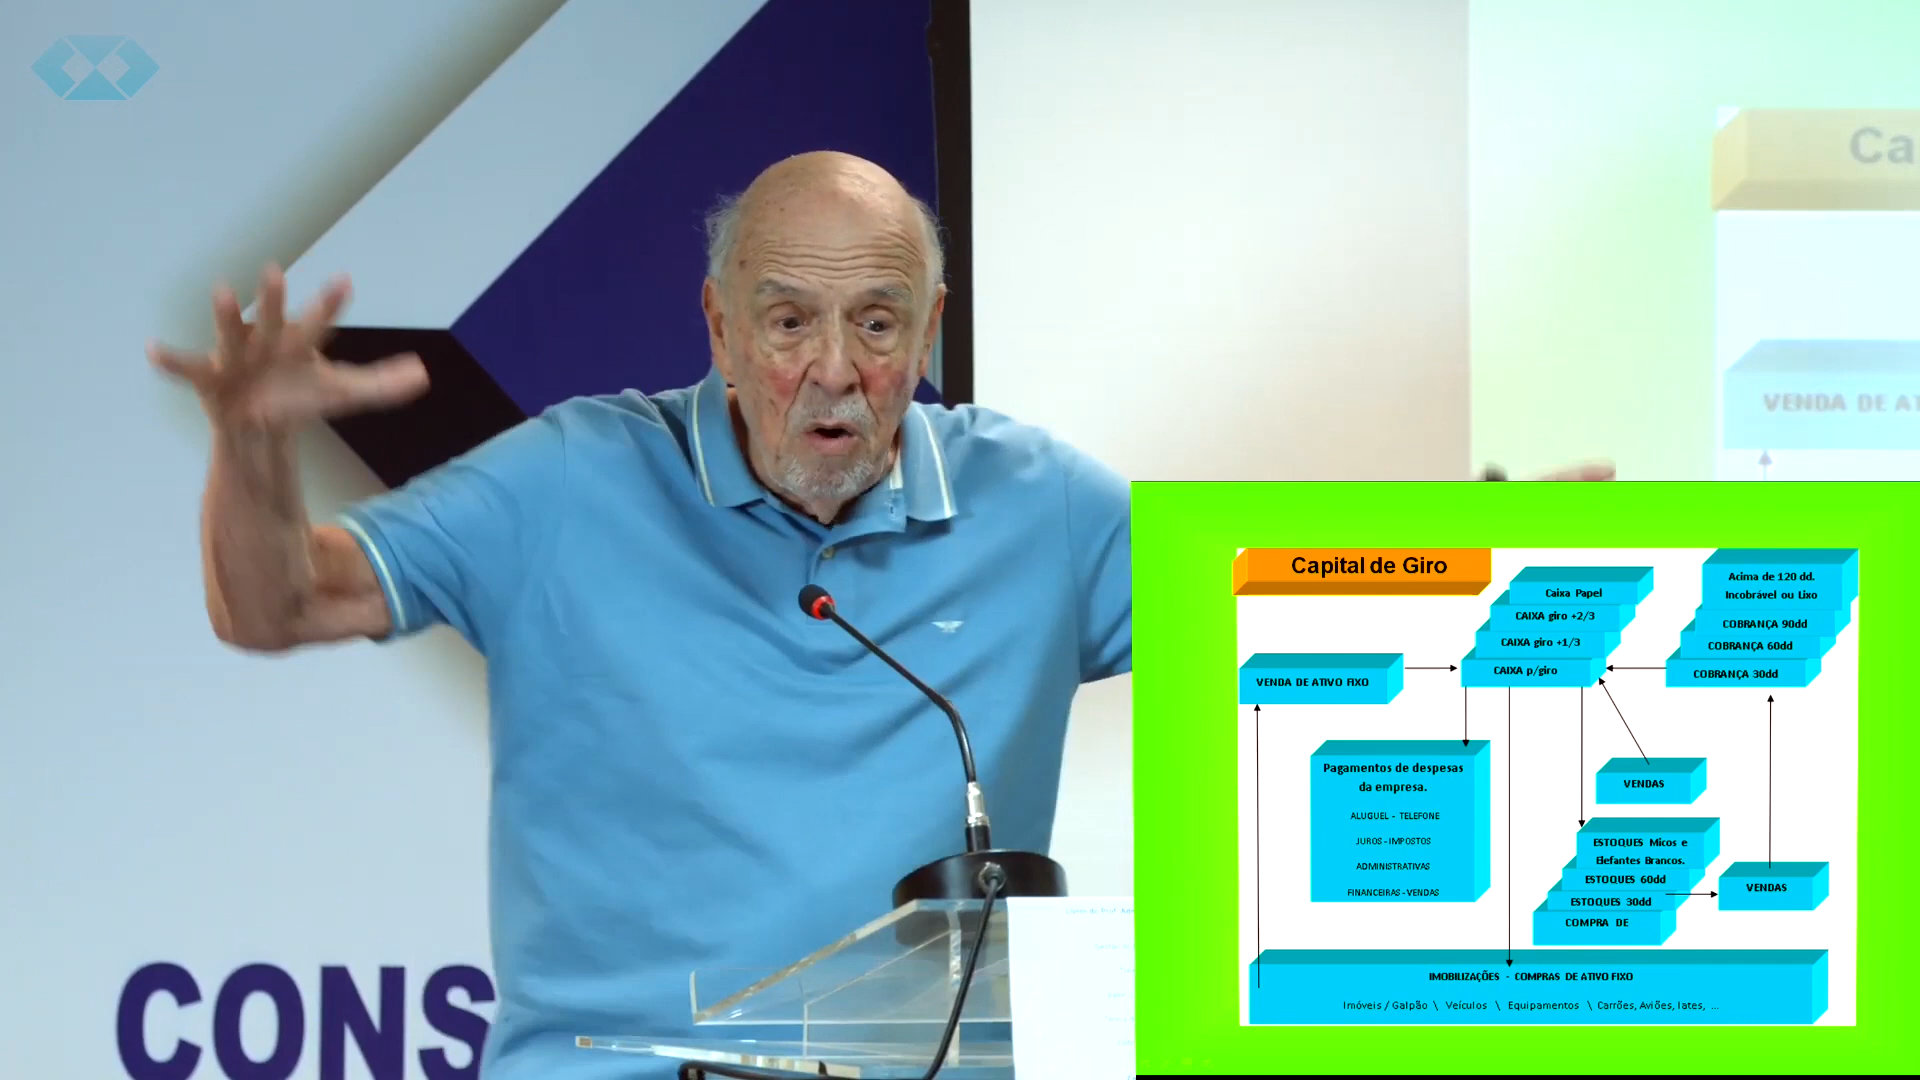 Ca
VENDA DE AT
CONS
Capital de Giro
Caixa Papel
CAIXA giro +2/3
CAIXA giro +1/3
CAIXA p/giro
Acima de 120 dd.
Incobrável ou Lixo
COBRANÇA 90dd
COBRANÇA 60dd
COBRANÇA 30dd
VENDA DE ATIVO FIXO
Pagamentos de despesas
da empresa.
ALUGUEL - TELEFONE
JUROS - IMPOSTOS
ADMINISTRATIVAS
FINANCEIRAS - VENDAS
VENDAS
ESTOQUES Micos e
Elefantes Brancos.
ESTOQUES 60dd
ESTOQUES 30dd
COMPRA DE
VENDAS
IMOBILIZAÇÕES - COMPRAS DE ATIVO FIXO
Imóveis / Galpão \ Veículos \ Equipamentos \ Carrões, Aviões, Iates, ...